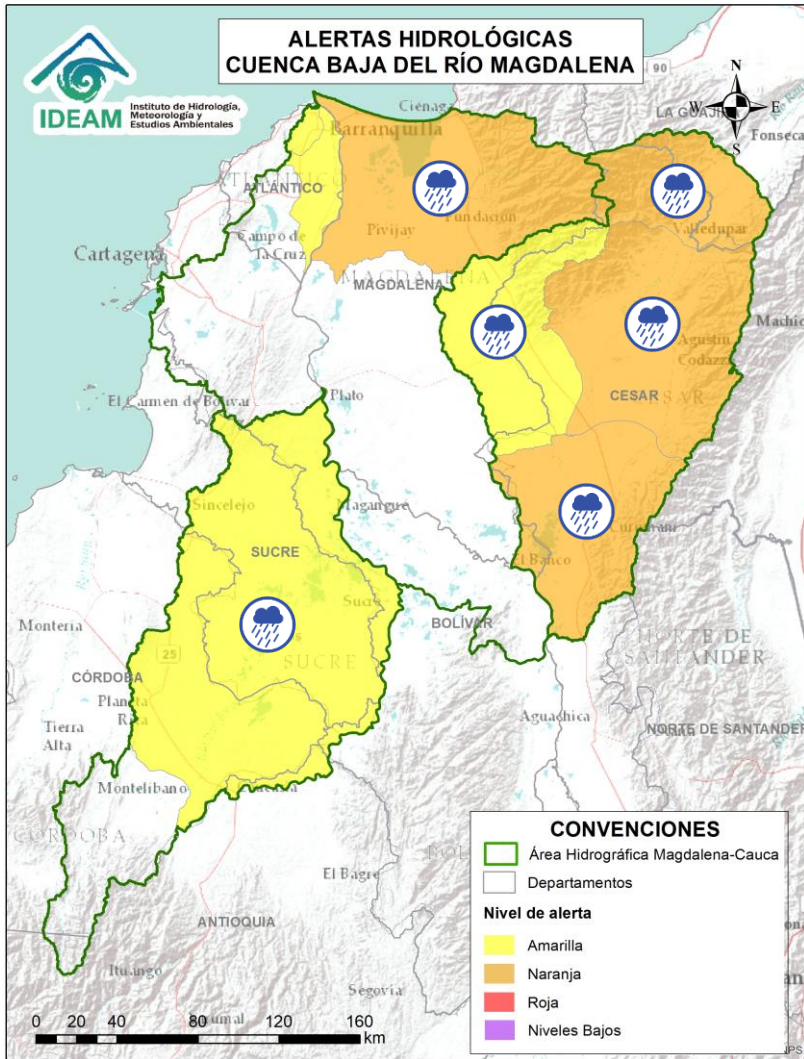 ALERTAS HIDROLÓGICAS
CUENCA BAJA DEL RÍO MAGDALENA
IDEAM
Instituto de Hidrología,
Meteorología y
Estudios Ambientales
N
W E
S
90
Ciénaga
LA GUAJIRA
Fonseca
Barranquilla
ATLÁNTICO
Pivijay
Fundación
Valledupar
Cartagena
Campo de
la Cruz
MAGDALENA
MAGDALENA
Agustín
Codazzi
El Carmen de Bolívar
Plato
CESAR
Sincelejo
Magangue
SUCRE
El Banco
Sucre
Montería
BOLÍVAR
25
SUCRE
NORTE DE
SANTANDER
CÓRDOBA
Planeta
Rica
Tierra
Alta
Aguachica
NORTE DE SANTANDER
Montelíbano
CÓRDOBA
El Bagre
ANTIOQUIA
Ituango
Segovia
0 20 40 80 120 160
km
CONVENCIONES
Área Hidrográfica Magdalena-Cauca
Departamentos
Nivel de alerta
Amarilla
Naranja
Roja
Niveles Bajos